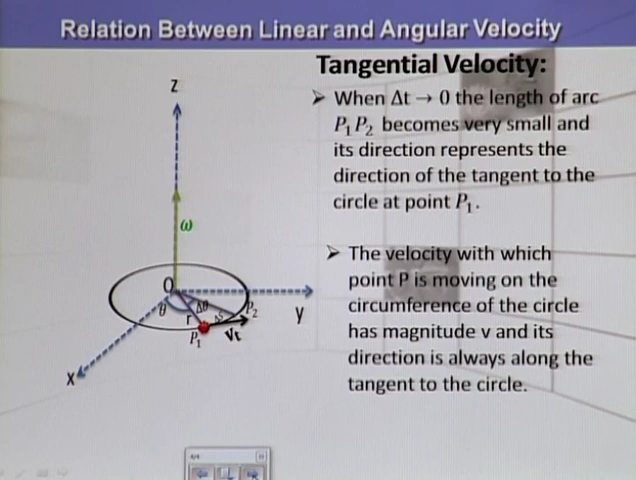 Relation Between Linear and Angular Velocity
Tangential Velocity:
➤ When Δt → 0 the length of arc
P₁ P₂ becomes very small and
its direction represents the
direction of the tangent to the
circle at point P₁.
➤ The velocity with which
point P is moving on the
circumference of the circle
has magnitude v and its
direction is always along the
tangent to the circle.
Z
ω
O
θ
Δθ
r
ΔS
P₂
P₁
Vt
Y
X